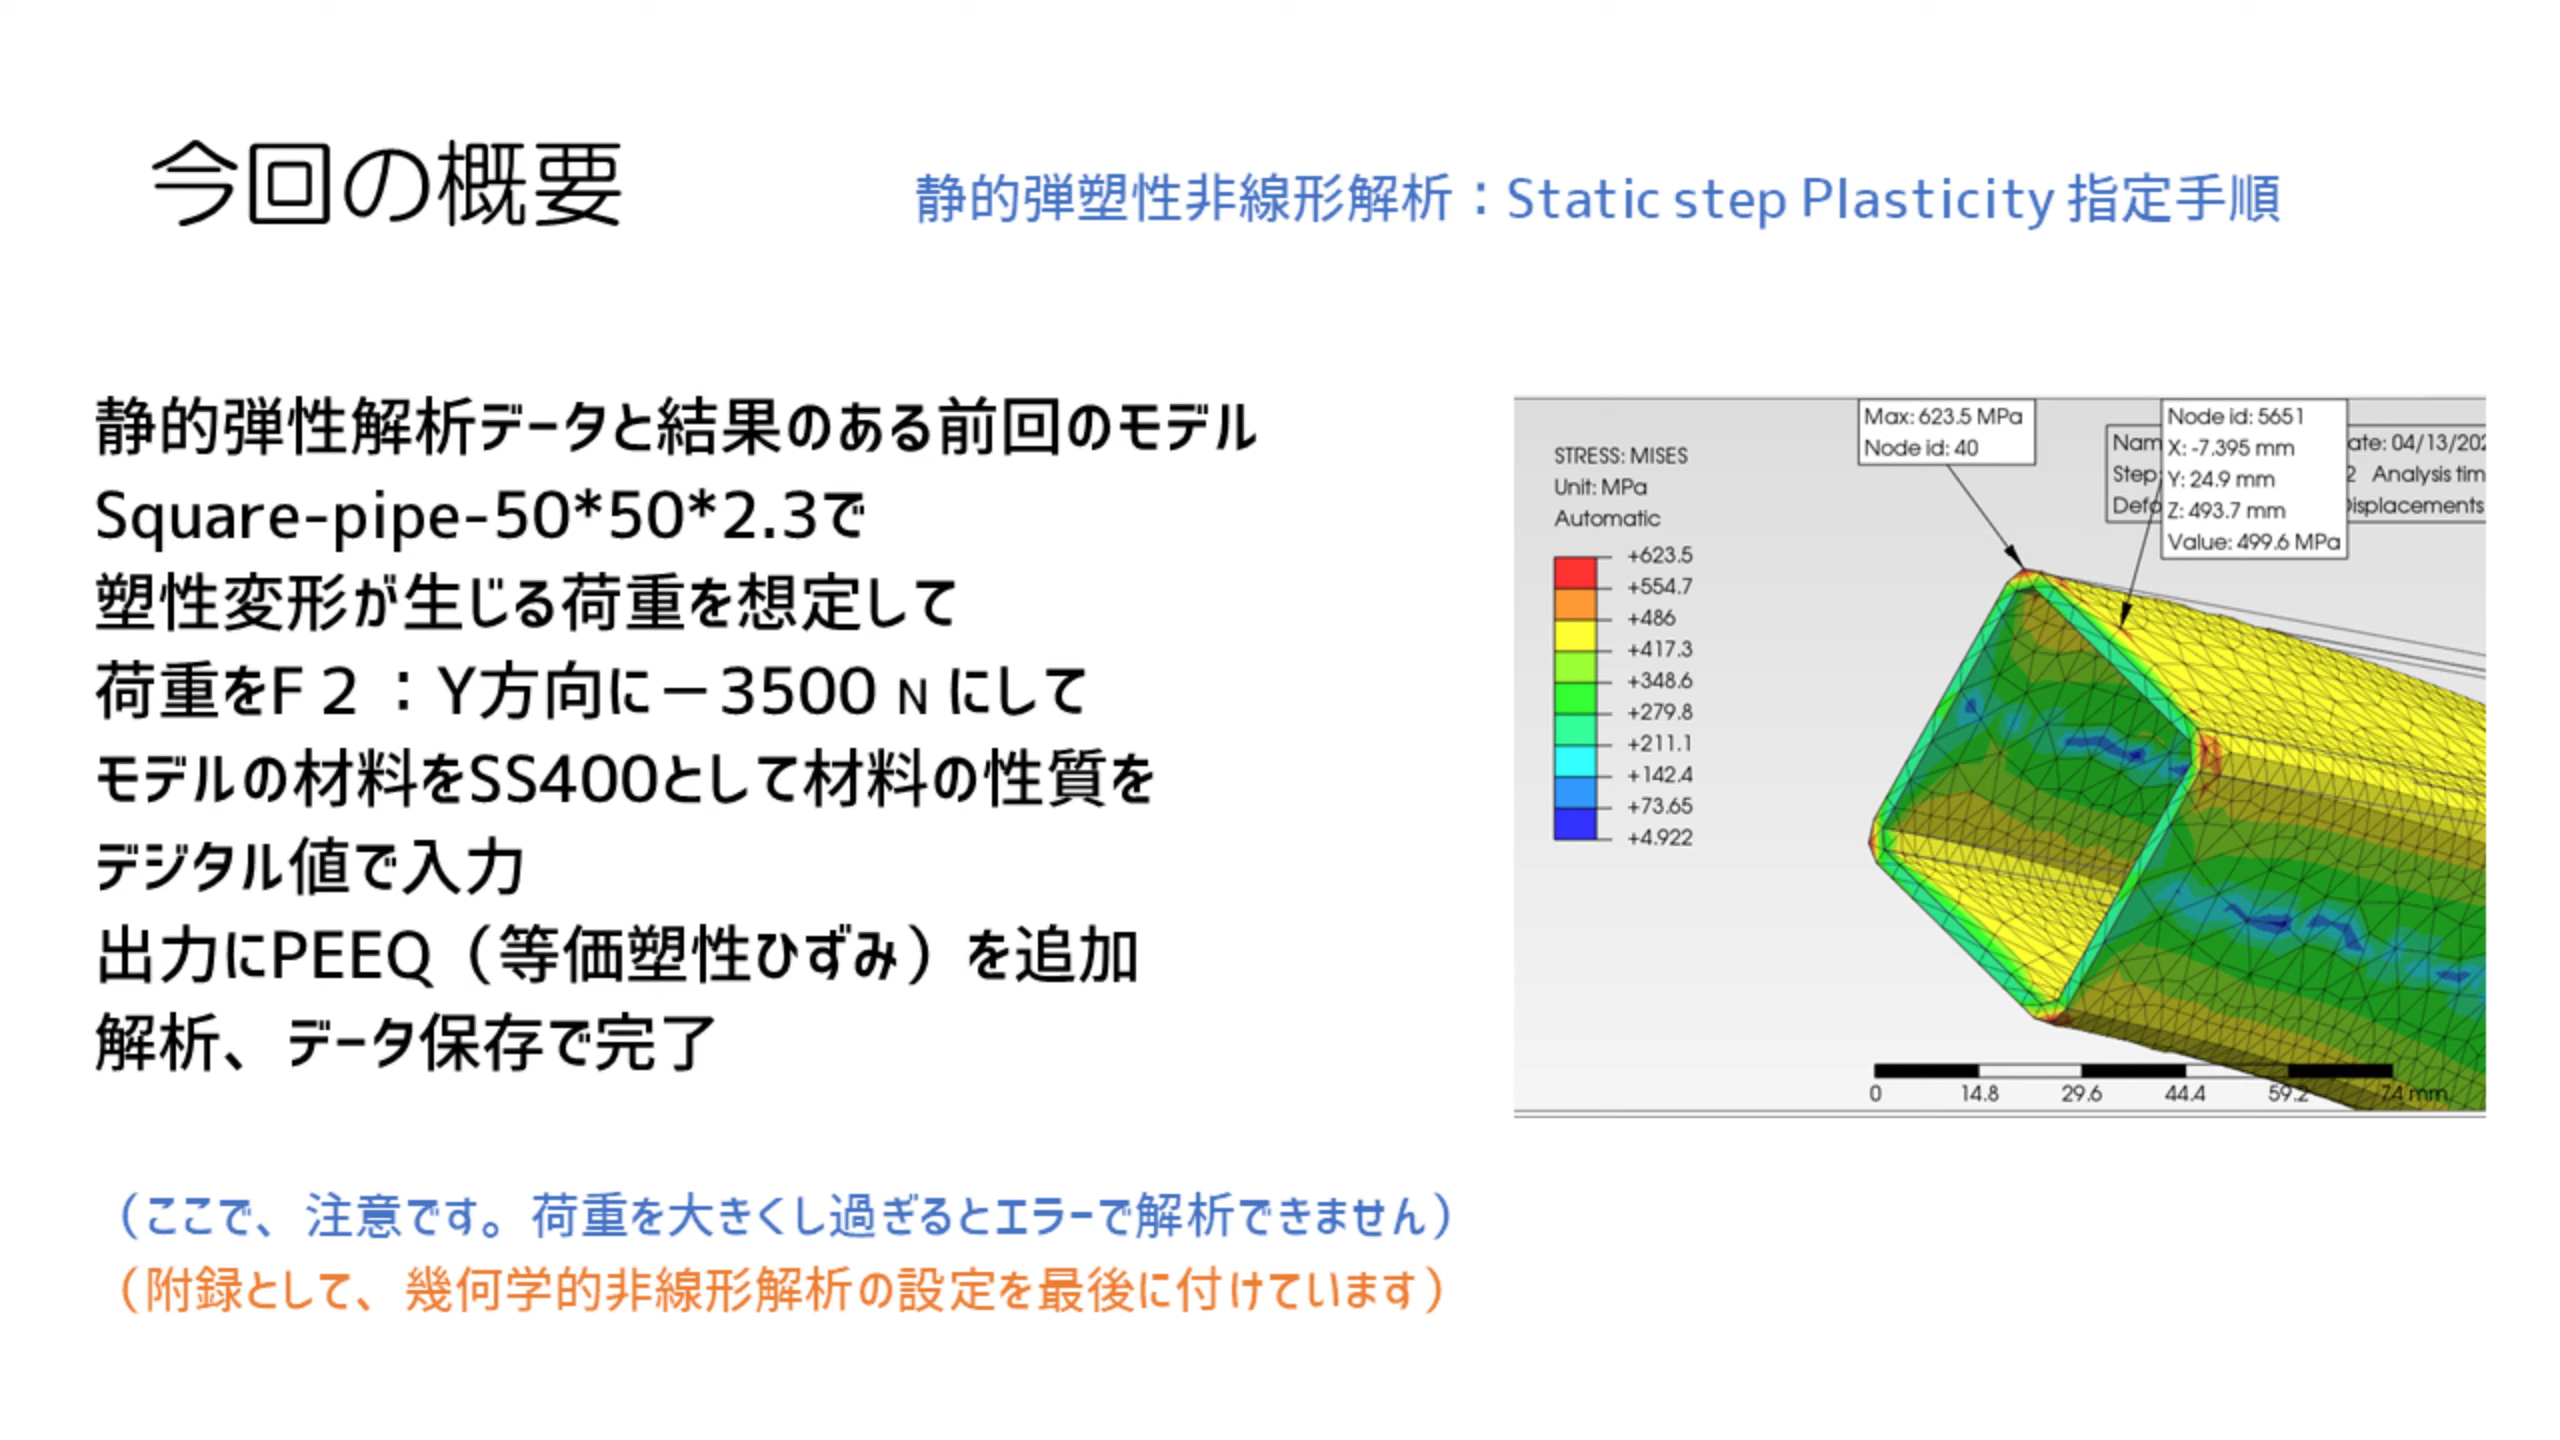 今回の概要
静的弾塑性非線形解析：Static step Plasticity 指定手順
静的弾性解析データと結果のある前回のモデル
Square-pipe-50*50*2.3で
塑性変形が生じる荷重を想定して
荷重をF２：Y方向に－3500 N にして
モデルの材料をSS400として材料の性質を
デジタル値で入力
出力にPEEQ（等価塑性ひずみ）を追加
解析、データ保存で完了
（ここで、注意です。荷重を大きくし過ぎるとエラーで解析できません）
（附録として、幾何学的非線形解析の設定を最後に付けています）
STRESS: MISES
Unit: MPa
Automatic
+623.5
+554.7
+486
+417.3
+348.6
+279.8
+211.1
+142.4
+73.65
+4.922
Max: 623.5 MPa
Node id: 40
Node id: 5651
X: -7.395 mm
Y: 24.9 mm
Z: 493.7 mm
Value: 499.6 MPa
Nam
Step:
Defo
ate: 04/13/202
2 Analysis tim
isplacements
0 14.8 29.6 44.4 59.2 74 mm